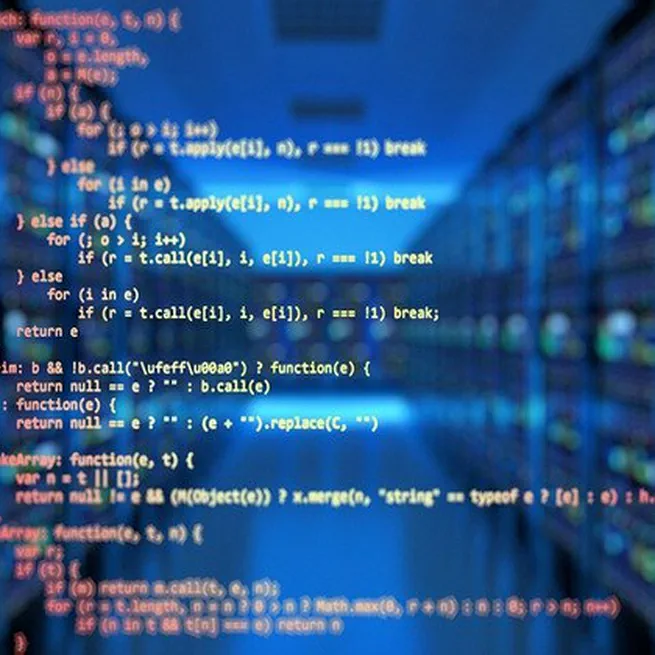 ch: function(e, t, n) {
var r, i = 0,
o = e.length,
a = M(e);
if (n) {
if (a) {
for (; o > i; i++)
if (r = t.apply(e[i], n), r === !1) break
} else
for (i in e)
if (r = t.apply(e[i], n), r === !1) break
} else if (a) {
for (; o > i; i++)
if (r = t.call(e[i], i, e[i]), r === !1) break
} else
for (i in e)
if (r = t.call(e[i], i, e[i]), r === !1) break;
return e
im: b && !b.call("\ufeff\u00a0") ? function(e) {
return null == e ? "" : b.call(e)
: function(e) {
return null == e ? "" : (e + "").replace(C, "")
keArray: function(e, t) {
var n = t || [];
return null != e && (M(Object(e)) ? x.merge(n, "string" == typeof e ? [e] : e) : h.
Array: function(e, t, n) {
var r;
if (t) {
if (m) return m.call(t, e, n);
for (r = t.length, n = n ? 0 > n ? Math.max(0, r + n) : n : 0; r > n; n++)
if (n in t && t[n] === e) return n
}